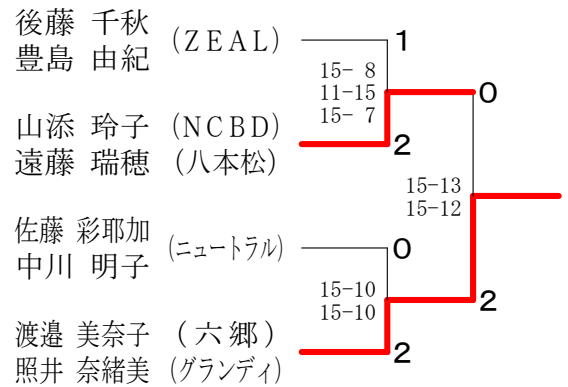 後藤 千秋 (ZEAL) 1
豊島 由紀
15- 8
11-15
15- 7
0
山添 玲子 (NCBD)
遠藤 瑞穂 (八本松) 2
15-13
15-12
佐藤 彩耶加 (ニュートラル) 0
中川 明子
15-10
15-10
2
渡邉 美奈子 (六郷)
照井 奈緒美 (グランディ) 2